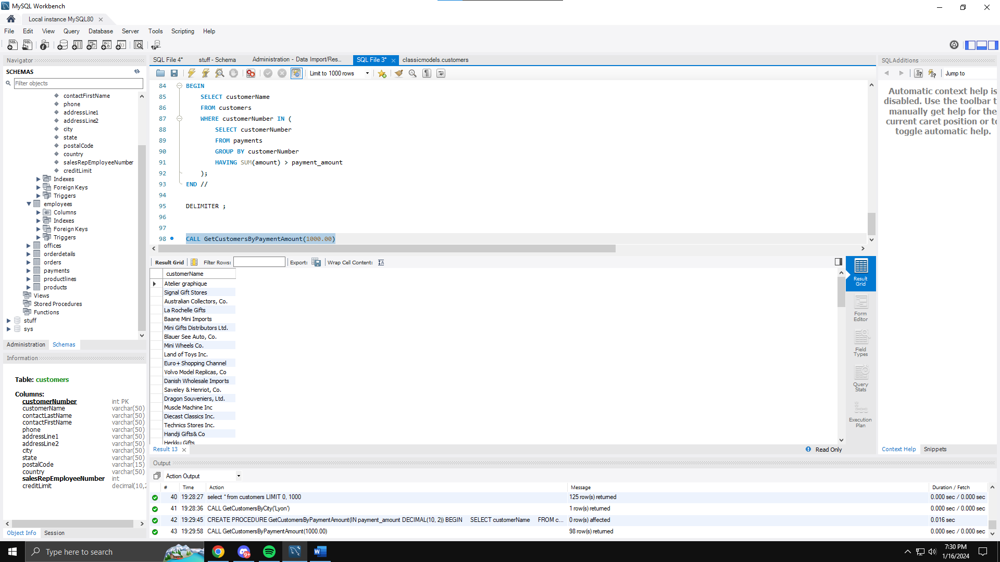 MySQL Workbench
Local instance MySQL80
File Edit View Query Database Server Tools Scripting Help
Navigator
SCHEMAS
Filter objects
contactFirstName
phone
addressLine1
addressLine2
city
state
postalCode
country
salesRepEmployeeNumber
creditLimit
Indexes
Foreign Keys
Triggers
employees
Columns
Indexes
Foreign Keys
Triggers
offices
orderdetails
orders
payments
productlines
products
Views
Stored Procedures
Functions
stuff
sys
Administration Schemas
Information
Table: customers
Columns:
customerNumber int PK
customerName varchar(50)
contactLastName varchar(50)
contactFirstName varchar(50)
phone varchar(50)
addressLine1 varchar(50)
addressLine2 varchar(50)
city varchar(50)
state varchar(50)
postalCode varchar(15)
country varchar(50)
salesRepEmployeeNumber int
creditLimit decimal(10,2
Object Info Session
SQL File 4* stuff - Schema Administration - Data Import/Res... SQL File 3* classicmodels.customers
Limit to 1000 rows
84 BEGIN
85 SELECT customerName
86 FROM customers
87 WHERE customerNumber IN (
88 SELECT customerNumber
89 FROM payments
90 GROUP BY customerNumber
91 HAVING SUM(amount) > payment_amount
92 );
93 END //
94
95 DELIMITER ;
96
97
98 CALL GetCustomersByPaymentAmount(1000.00)
Result Grid Filter Rows: Export: Wrap Cell Content:
customerName
Atelier graphique
Signal Gift Stores
Australian Collectors, Co.
La Rochelle Gifts
Baane Mini Imports
Mini Gifts Distributors Ltd.
Blauer See Auto, Co.
Mini Wheels Co.
Land of Toys Inc.
Euro+ Shopping Channel
Volvo Model Replicas, Co
Danish Wholesale Imports
Saveley & Henriot, Co.
Dragon Souveniers, Ltd.
Muscle Machine Inc
Diecast Classics Inc.
Technics Stores Inc.
Handji Gifts& Co
Herkku Gifts
Result 13
Read Only
Result
Grid
Form
Editor
Field
Types
Query
Stats
Execution
Plan
SQLAdditions
Jump to
Automatic context help is
disabled. Use the toolbar t
manually get help for the
current caret position or to
toggle automatic help.
Context Help Snippets
Output
Action Output
# Time Action Message Duration / Fetch
40 19:28:27 select * from customers LIMIT 0, 1000 125 row(s) returned 0.000 sec / 0.000 sec
41 19:28:36 CALL GetCustomersByCity('Lyon') 1 row(s) returned 0.000 sec / 0.000 sec
42 19:29:45 CREATE PROCEDURE GetCustomersByPaymentAmount(IN payment_amount DECIMAL(10, 2)) BEGIN SELECT customerName FROM c... 0 row(s) affected 0.016 sec
43 19:29:58 CALL GetCustomersByPaymentAmount(1000.00) 98 row(s) returned 0.000 sec / 0.000 sec
Type here to search
9+
7:30 PM
1/16/2024